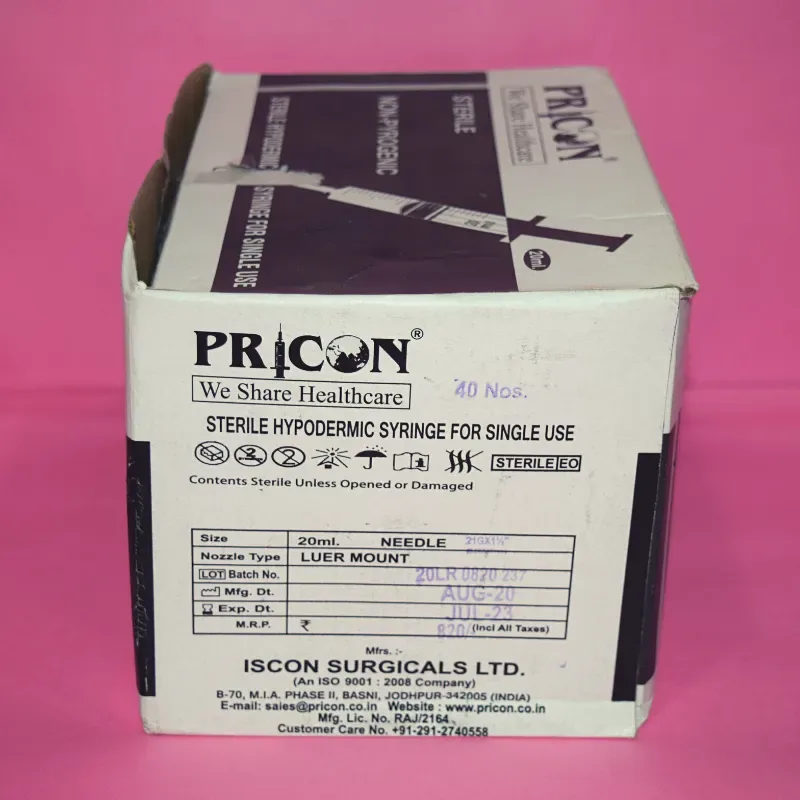 PRICON®
We Share Healthcare
STERILE
NON-PYROGENIC
STERILE HYPODERMIC
SYRINGE FOR SINGLE USE
20ml.
PRICON®
We Share Healthcare
40 Nos.
STERILE HYPODERMIC SYRINGE FOR SINGLE USE
2 2 STERILE EO
Contents Sterile Unless Opened or Damaged
Size 20ml. NEEDLE 21GX1½"
Nozzle Type LUER MOUNT
LOT Batch No. 20LR 0820 237
Mfg. Dt. AUG-20
Exp. Dt. JUL-23
M.R.P. ₹ 820/ (Incl All Taxes)
Mfrs. :-
ISCON SURGICALS LTD.
(An ISO 9001 : 2008 Company)
B-70, M.I.A. PHASE II, BASNI, JODHPUR-342005 (INDIA)
E-mail: sales@pricon.co.in Website : www.pricon.co.in
Mfg. Lic. No. RAJ/2164
Customer Care No. +91-291-2740558